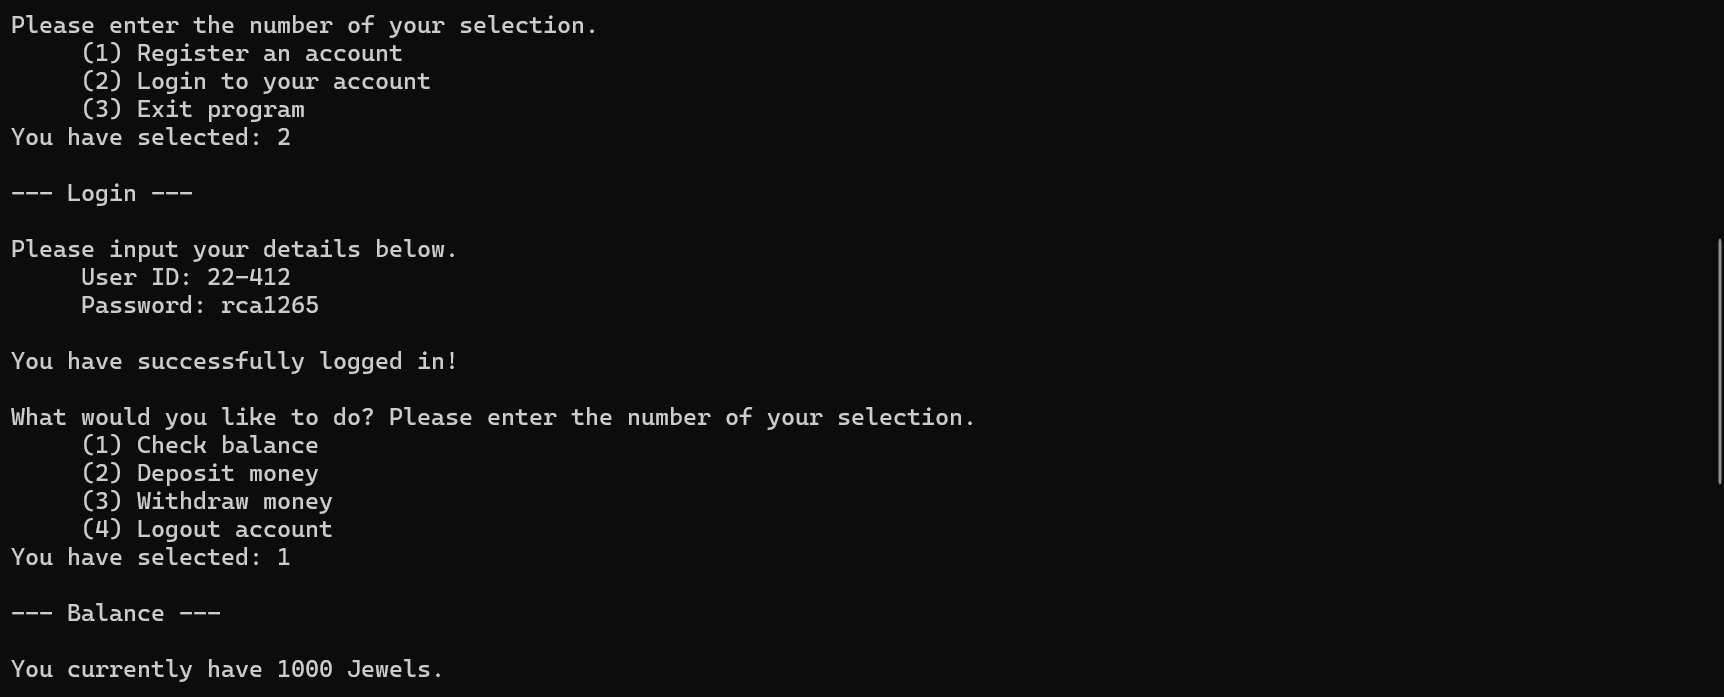 Please enter the number of your selection.
(1) Register an account
(2) Login to your account
(3) Exit program
You have selected: 2
--- Login ---
Please input your details below.
User ID: 22-412
Password: rca1265
You have successfully logged in!
What would you like to do? Please enter the number of your selection.
(1) Check balance
(2) Deposit money
(3) Withdraw money
(4) Logout account
You have selected: 1
--- Balance ---
You currently have 1000 Jewels.